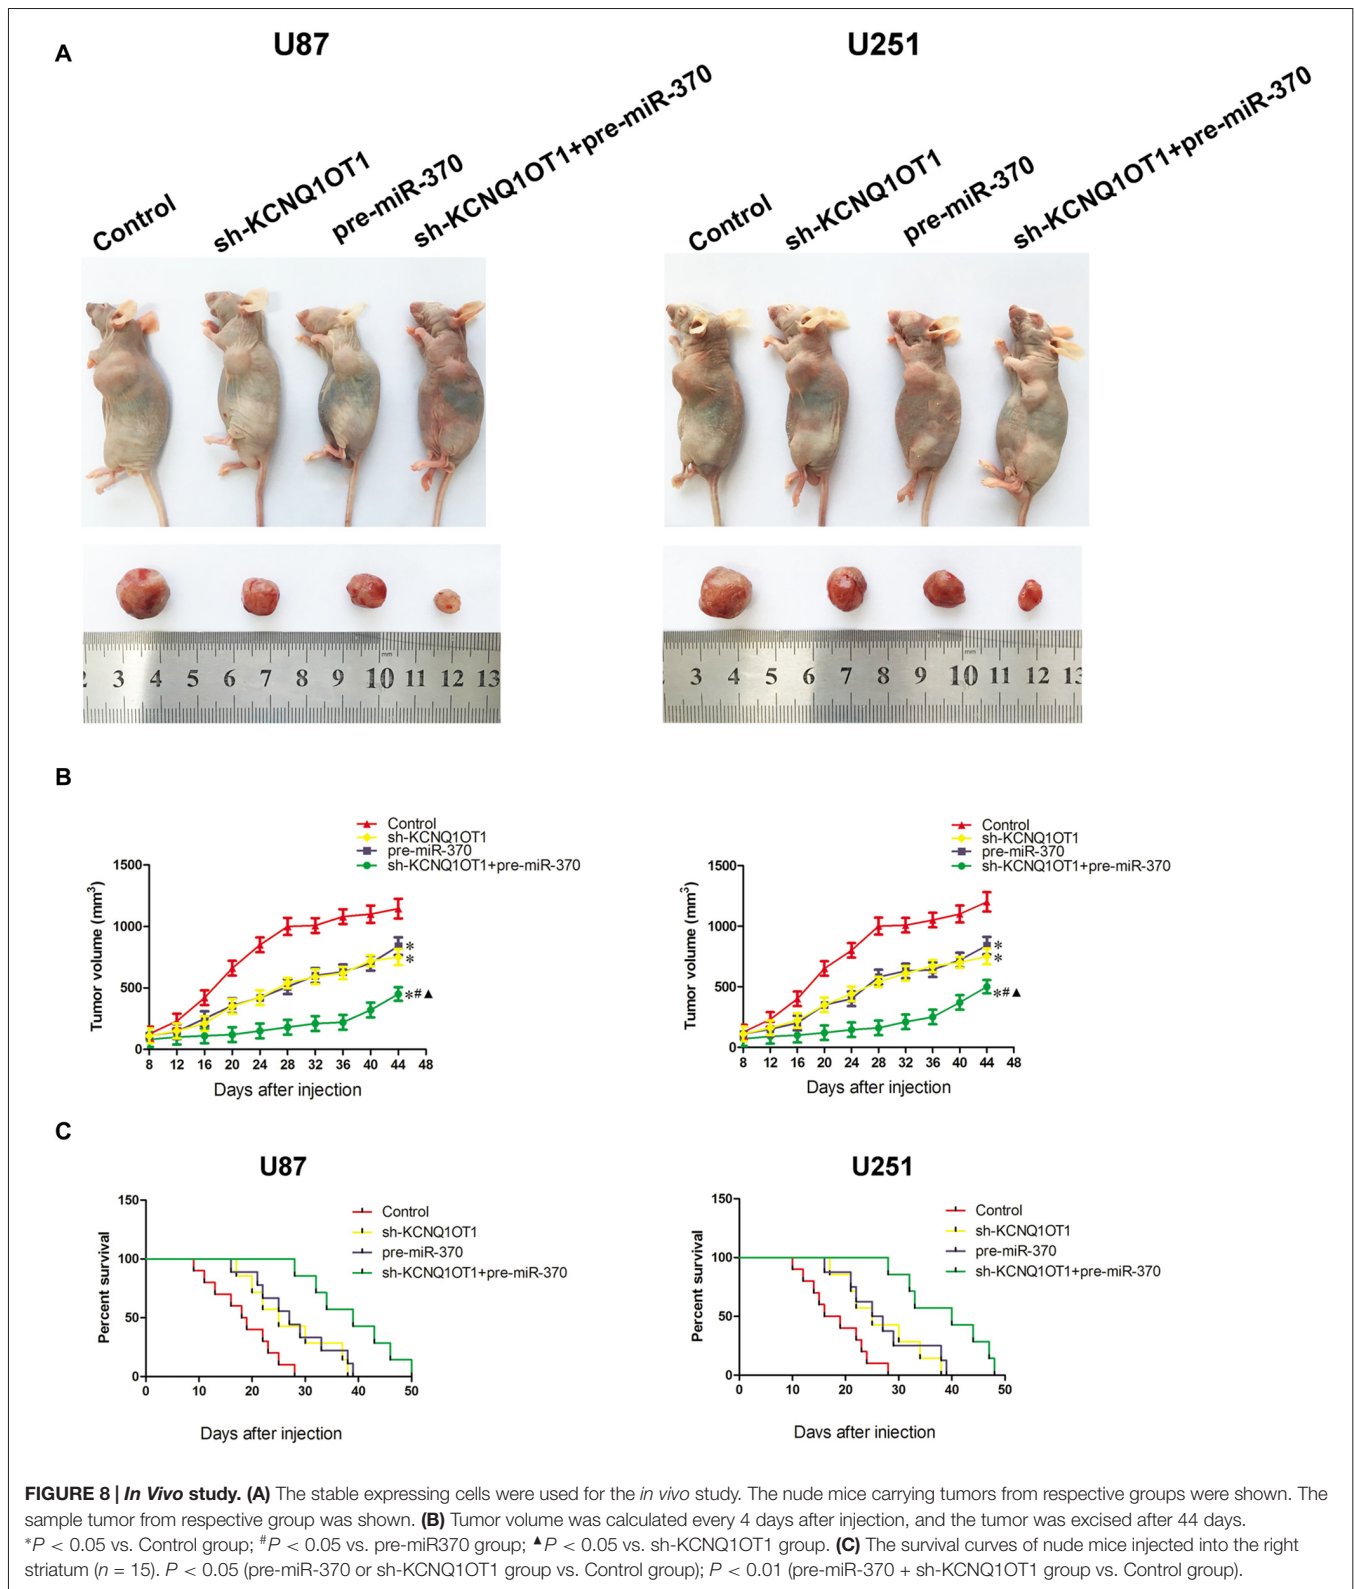 A
U87
U251
Control
sh-KCNQ1OT1
pre-miR-370
sh-KCNQ1OT1+pre-miR-370
Control
sh-KCNQ1OT1
pre-miR-370
sh-KCNQ1OT1+pre-miR-370
mm
3 4 5 6 7 8 9 10 11 12 13
mm
3 4 5 6 7 8 9 10 11 12
B
Control
sh-KCNQ1OT1
pre-miR-370
sh-KCNQ1OT1+pre-miR-370
Tumor volume (mm³)
1500
1000
500
0
*
*
*#▲
8 12 16 20 24 28 32 36 40 44 48
Days after injection
Control
sh-KCNQ1OT1
pre-miR-370
sh-KCNQ1OT1+pre-miR-370
Tumor volume (mm³)
1500
1000
500
0
*
*
*#▲
8 12 16 20 24 28 32 36 40 44 48
Days after injection
C
U87
Percent survival
150
100
50
0
0 10 20 30 40 50
Days after injection
Control
sh-KCNQ1OT1
pre-miR-370
sh-KCNQ1OT1+pre-miR-370
U251
Percent survival
150
100
50
0
0 10 20 30 40 50
Days after injection
Control
sh-KCNQ1OT1
pre-miR-370
sh-KCNQ1OT1+pre-miR-370
FIGURE 8 | In Vivo study. (A) The stable expressing cells were used for the in vivo study. The nude mice carrying tumors from respective groups were shown. The
sample tumor from respective group was shown. (B) Tumor volume was calculated every 4 days after injection, and the tumor was excised after 44 days.
*P < 0.05 vs. Control group; #P < 0.05 vs. pre-miR370 group; ▲P < 0.05 vs. sh-KCNQ1OT1 group. (C) The survival curves of nude mice injected into the right
striatum (n = 15). P < 0.05 (pre-miR-370 or sh-KCNQ1OT1 group vs. Control group); P < 0.01 (pre-miR-370 + sh-KCNQ1OT1 group vs. Control group).